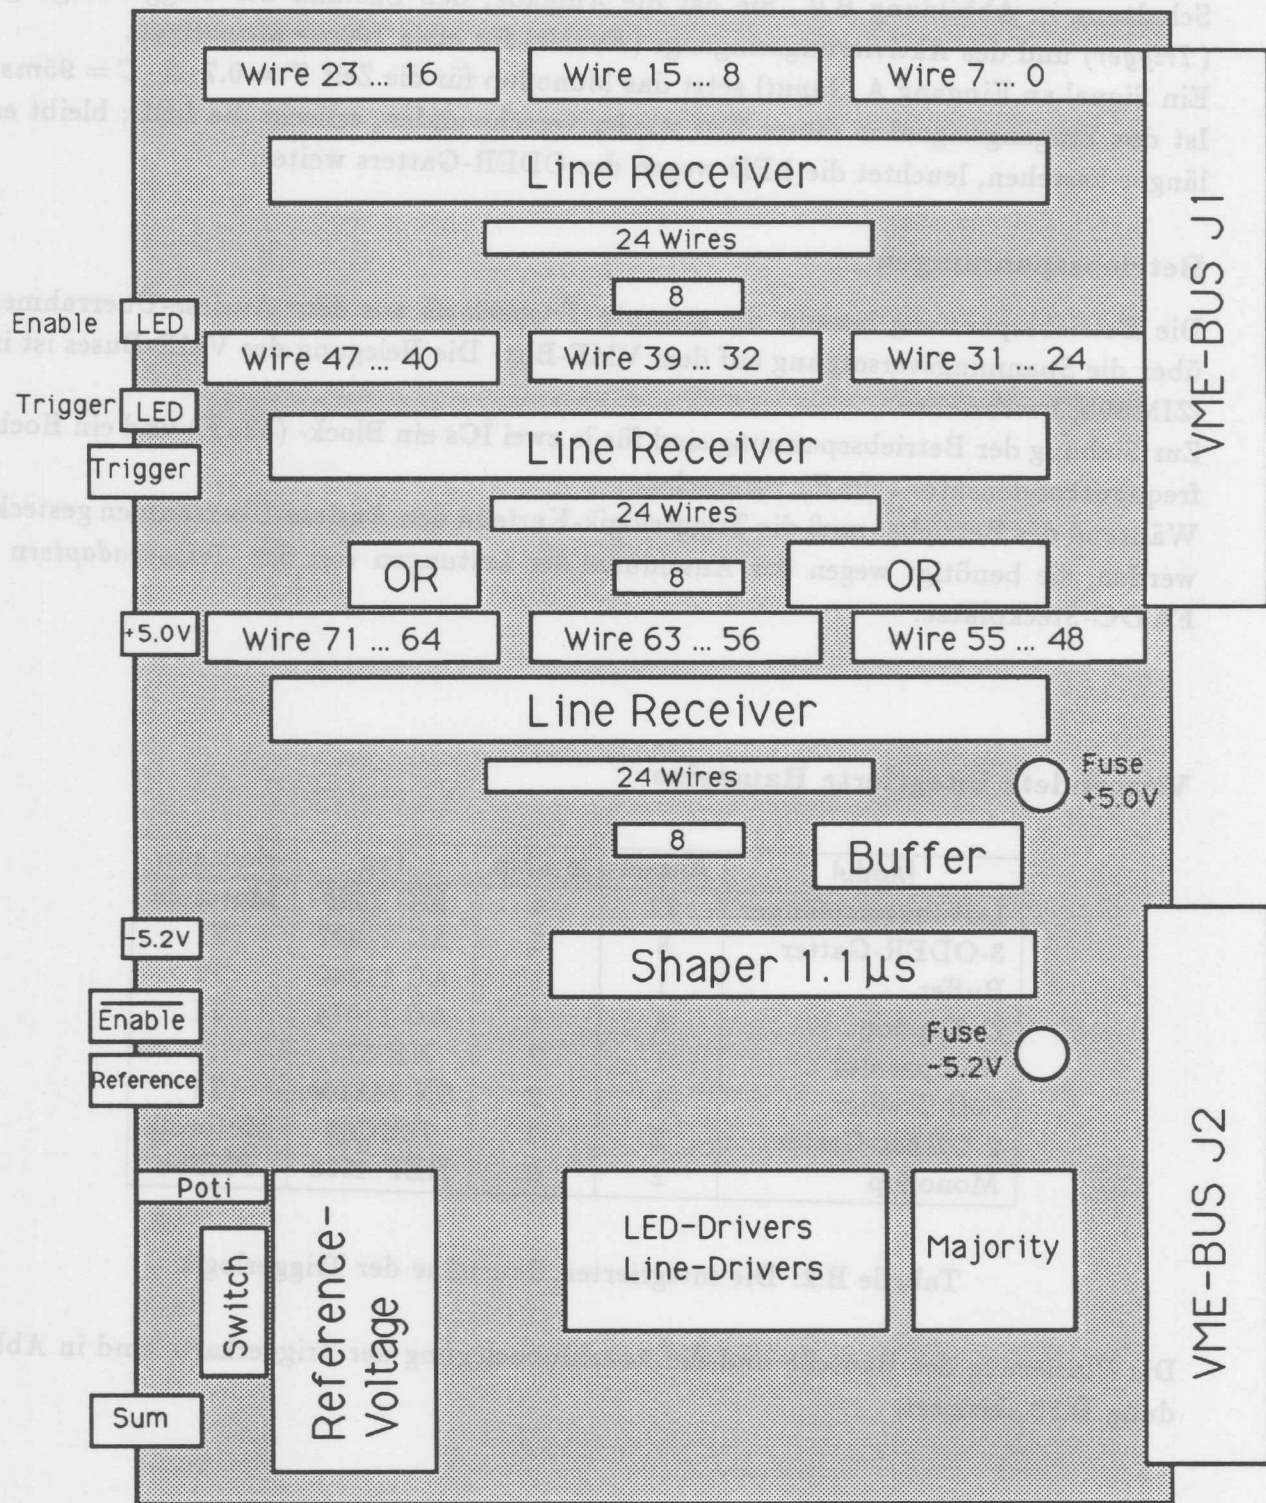 Wire 23 ... 16
Wire 15 ... 8
Wire 7 ... 0
Line Receiver
24 Wires
8
VME-BUS J1
Enable
LED
Wire 47 ... 40
Wire 39 ... 32
Wire 31 ... 24
Trigger
LED
Line Receiver
Trigger
24 Wires
OR
8
OR
+5.0V
Wire 71 ... 64
Wire 63 ... 56
Wire 55 ... 48
Line Receiver
24 Wires
Fuse
+5.0V
8
Buffer
-5.2V
Shaper 1.1 µs
Enable
Fuse
-5.2V
Reference
VME-BUS J2
Poti
Switch
Reference-
Voltage
LED-Drivers
Line-Drivers
Majority
Sum